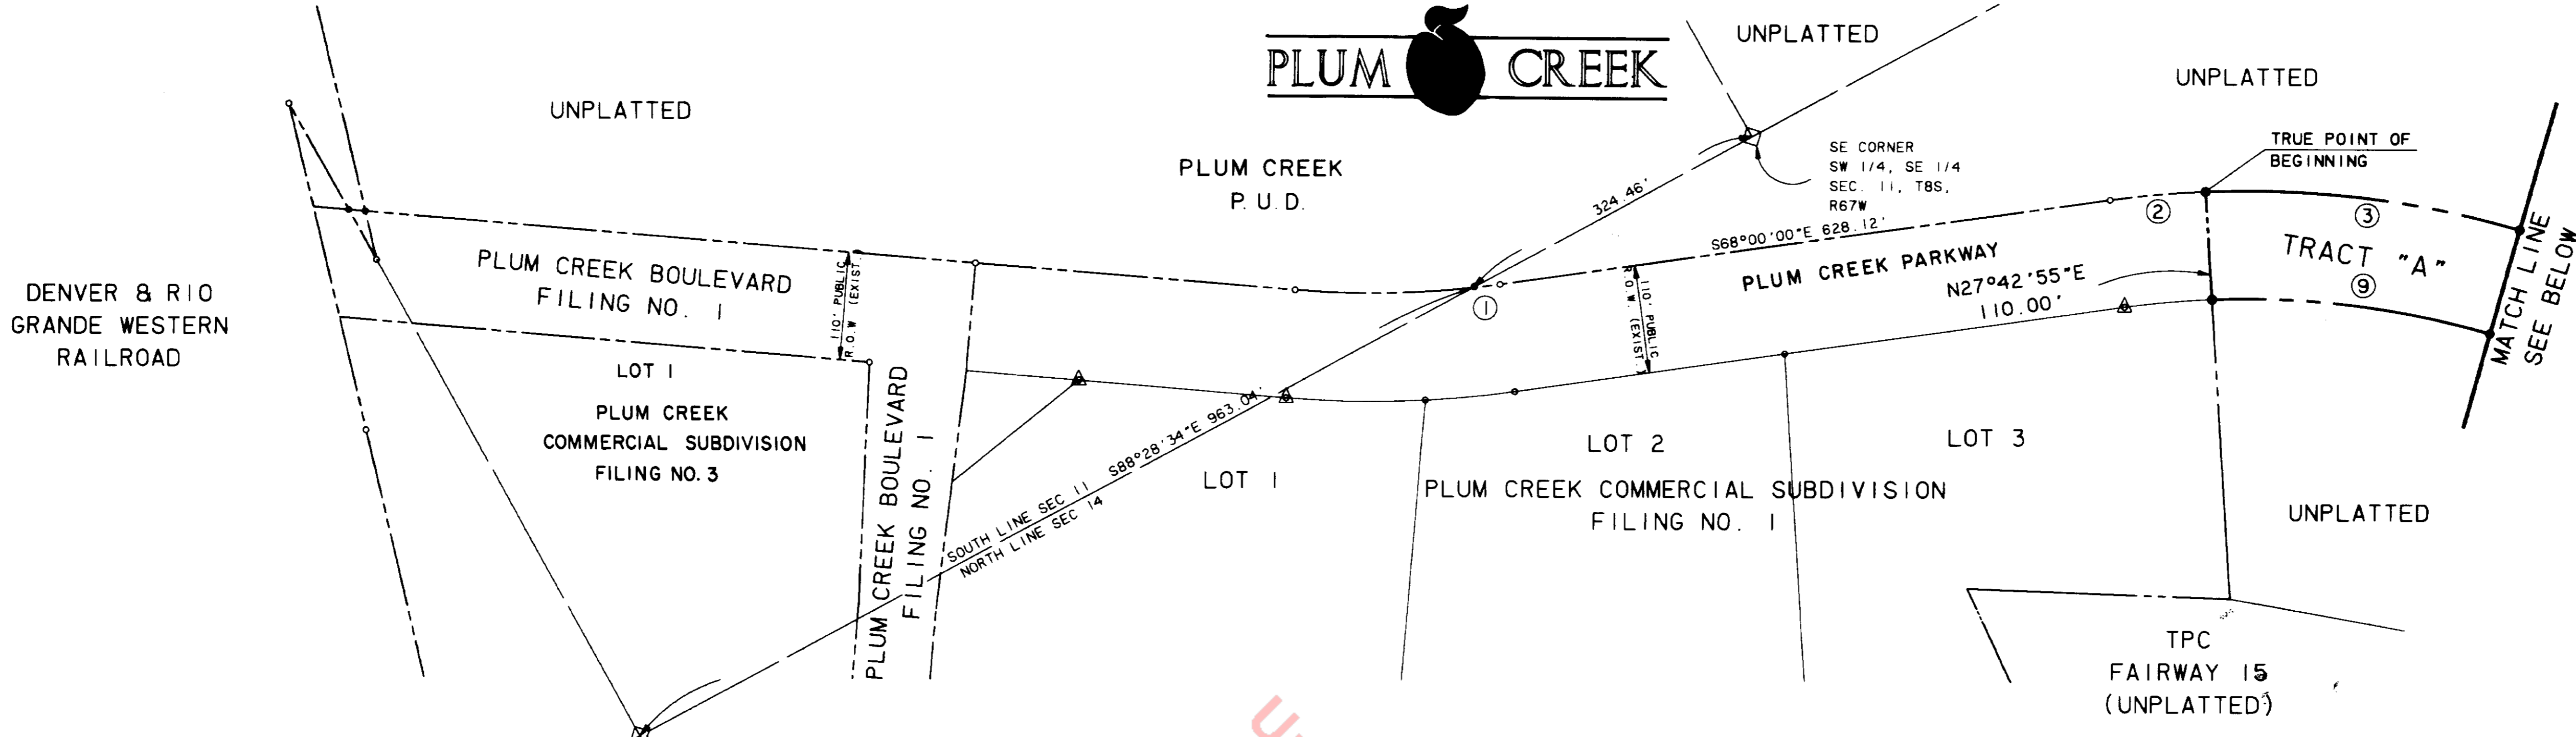 PLUM CREEK
UNPLATTED
UNPLATTED
UNPLATTED
TRUE POINT OF
BEGINNING
SE CORNER
SW 1/4, SE 1/4
SEC. 11, T8S,
R67W
PLUM CREEK
P.U.D.
324.46'
S68°00'00"E 628.12'
PLUM CREEK PARKWAY
②
③
TRACT "A"
⑨
N27°42'55"E
110.00'
MATCH LINE
SEE BELOW
DENVER & RIO
GRANDE WESTERN
RAILROAD
PLUM CREEK BOULEVARD
FILING NO. 1
110' PUBLIC
R.O.W (EXIST.
①
110' PUBLIC
R.O.W. (EXIST.)
LOT 1
PLUM CREEK
COMMERCIAL SUBDIVISION
FILING NO. 3
PLUM CREEK BOULEVARD
FILING NO. 1
SOUTH LINE SEC 11 S88°28'34"E 963.04'
NORTH LINE SEC 14
LOT 1
LOT 2
LOT 3
PLUM CREEK COMMERCIAL SUBDIVISION
FILING NO. 1
UNPLATTED
TPC
FAIRWAY 15
(UNPLATTED)